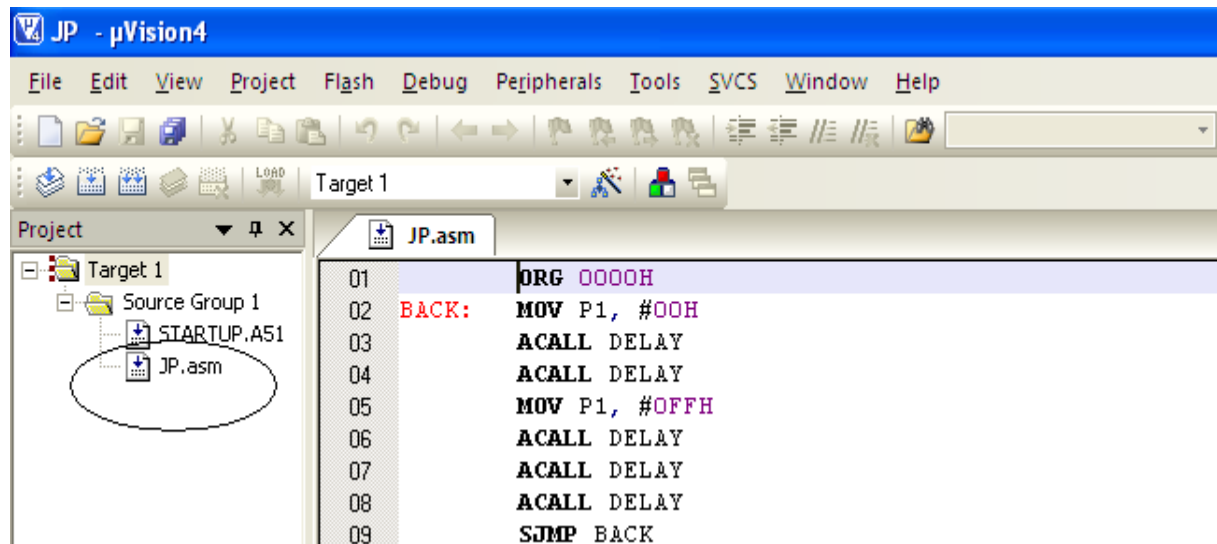 JP - µVision4
File Edit View Project Flash Debug Peripherals Tools SVCS Window Help
LOAD
Target 1
Project
JP.asm
Target 1
Source Group 1
STARTUP.A51
JP.asm
01 ORG 0000H
02 BACK: MOV P1, #00H
03 ACALL DELAY
04 ACALL DELAY
05 MOV P1, #0FFH
06 ACALL DELAY
07 ACALL DELAY
08 ACALL DELAY
09 SJMP BACK